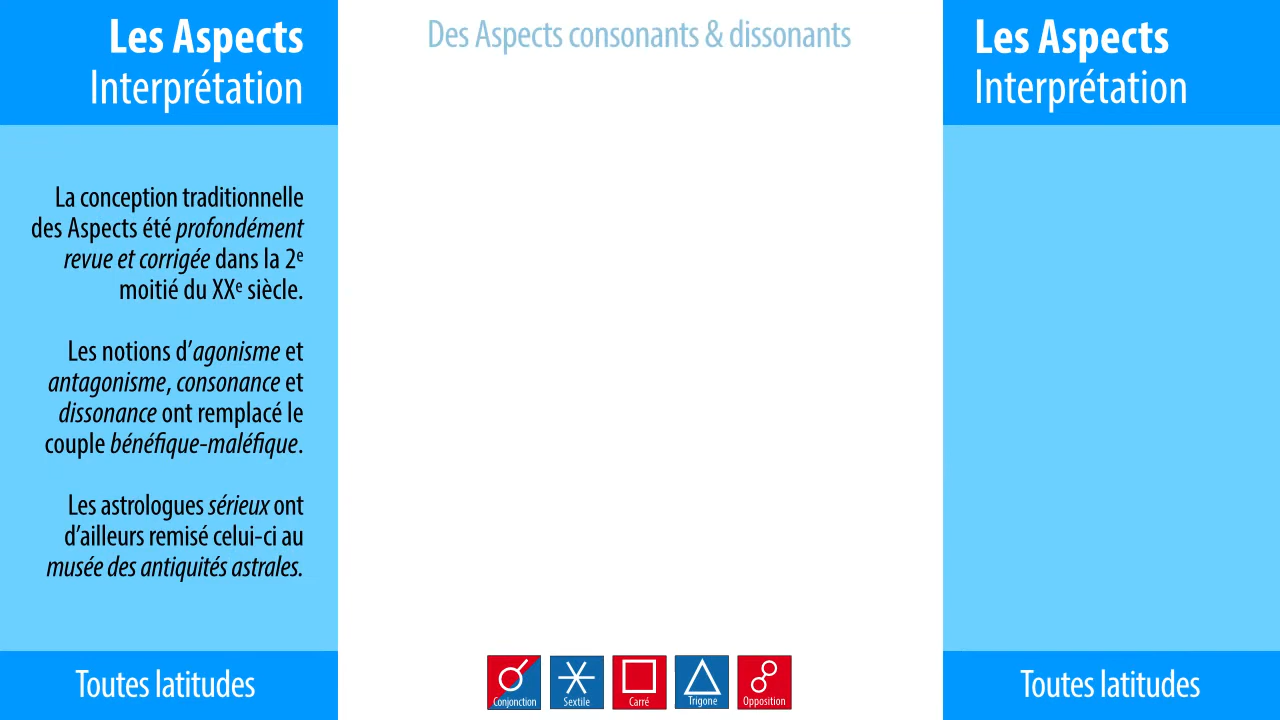 Les Aspects
Interprétation
La conception traditionnelle
des Aspects été profondément
revue et corrigée dans la 2e
moitié du XXe siècle.
Les notions d’agonisme et
antagonisme, consonance et
dissonance ont remplacé le
couple bénéfique-maléfique.
Les astrologues sérieux ont
d’ailleurs remisé celui-ci au
musée des antiquités astrales.
Toutes latitudes
Des Aspects consonants & dissonants
Conjonction
Sextile
Carré
Trigone
Opposition
Les Aspects
Interprétation
Toutes latitudes